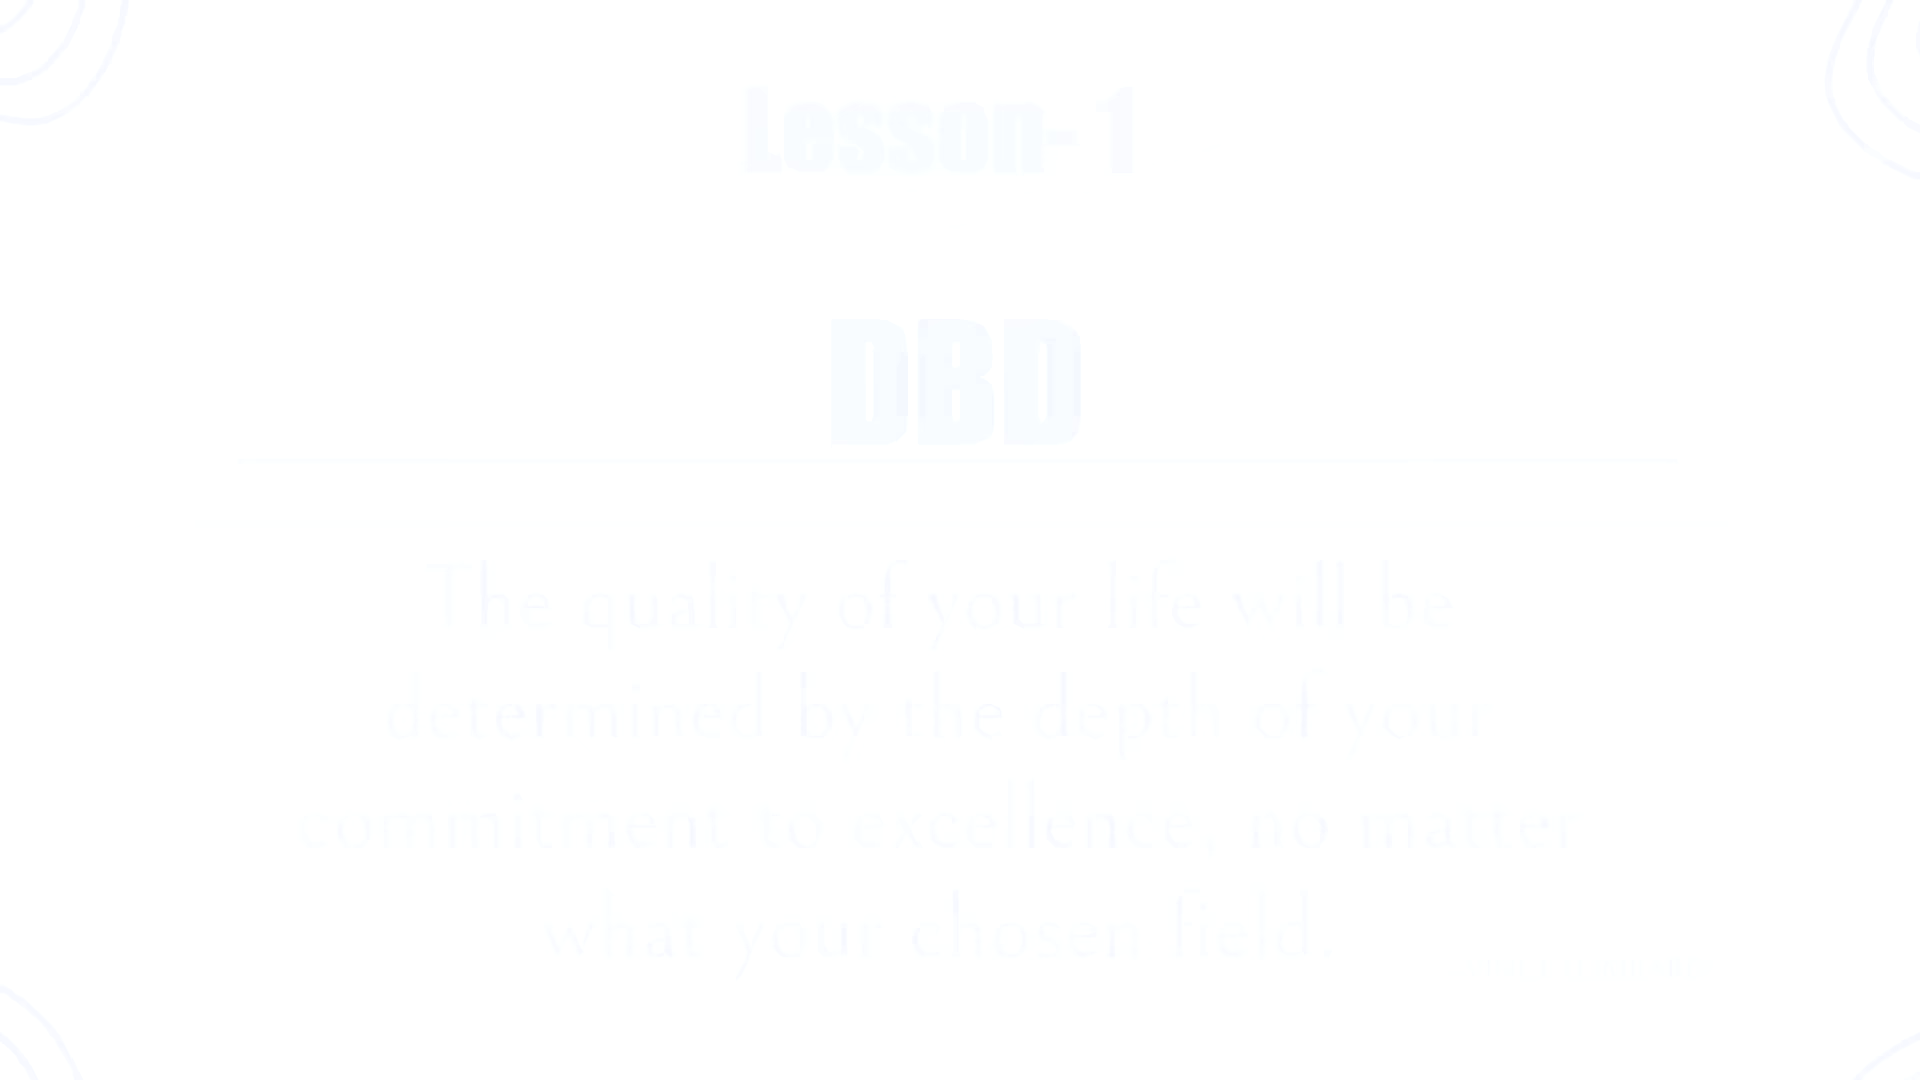 Lesson- 1
DBD
The quality of your life will be
determined by the depth of your
commitment to excellence, no matter
what your chosen field.